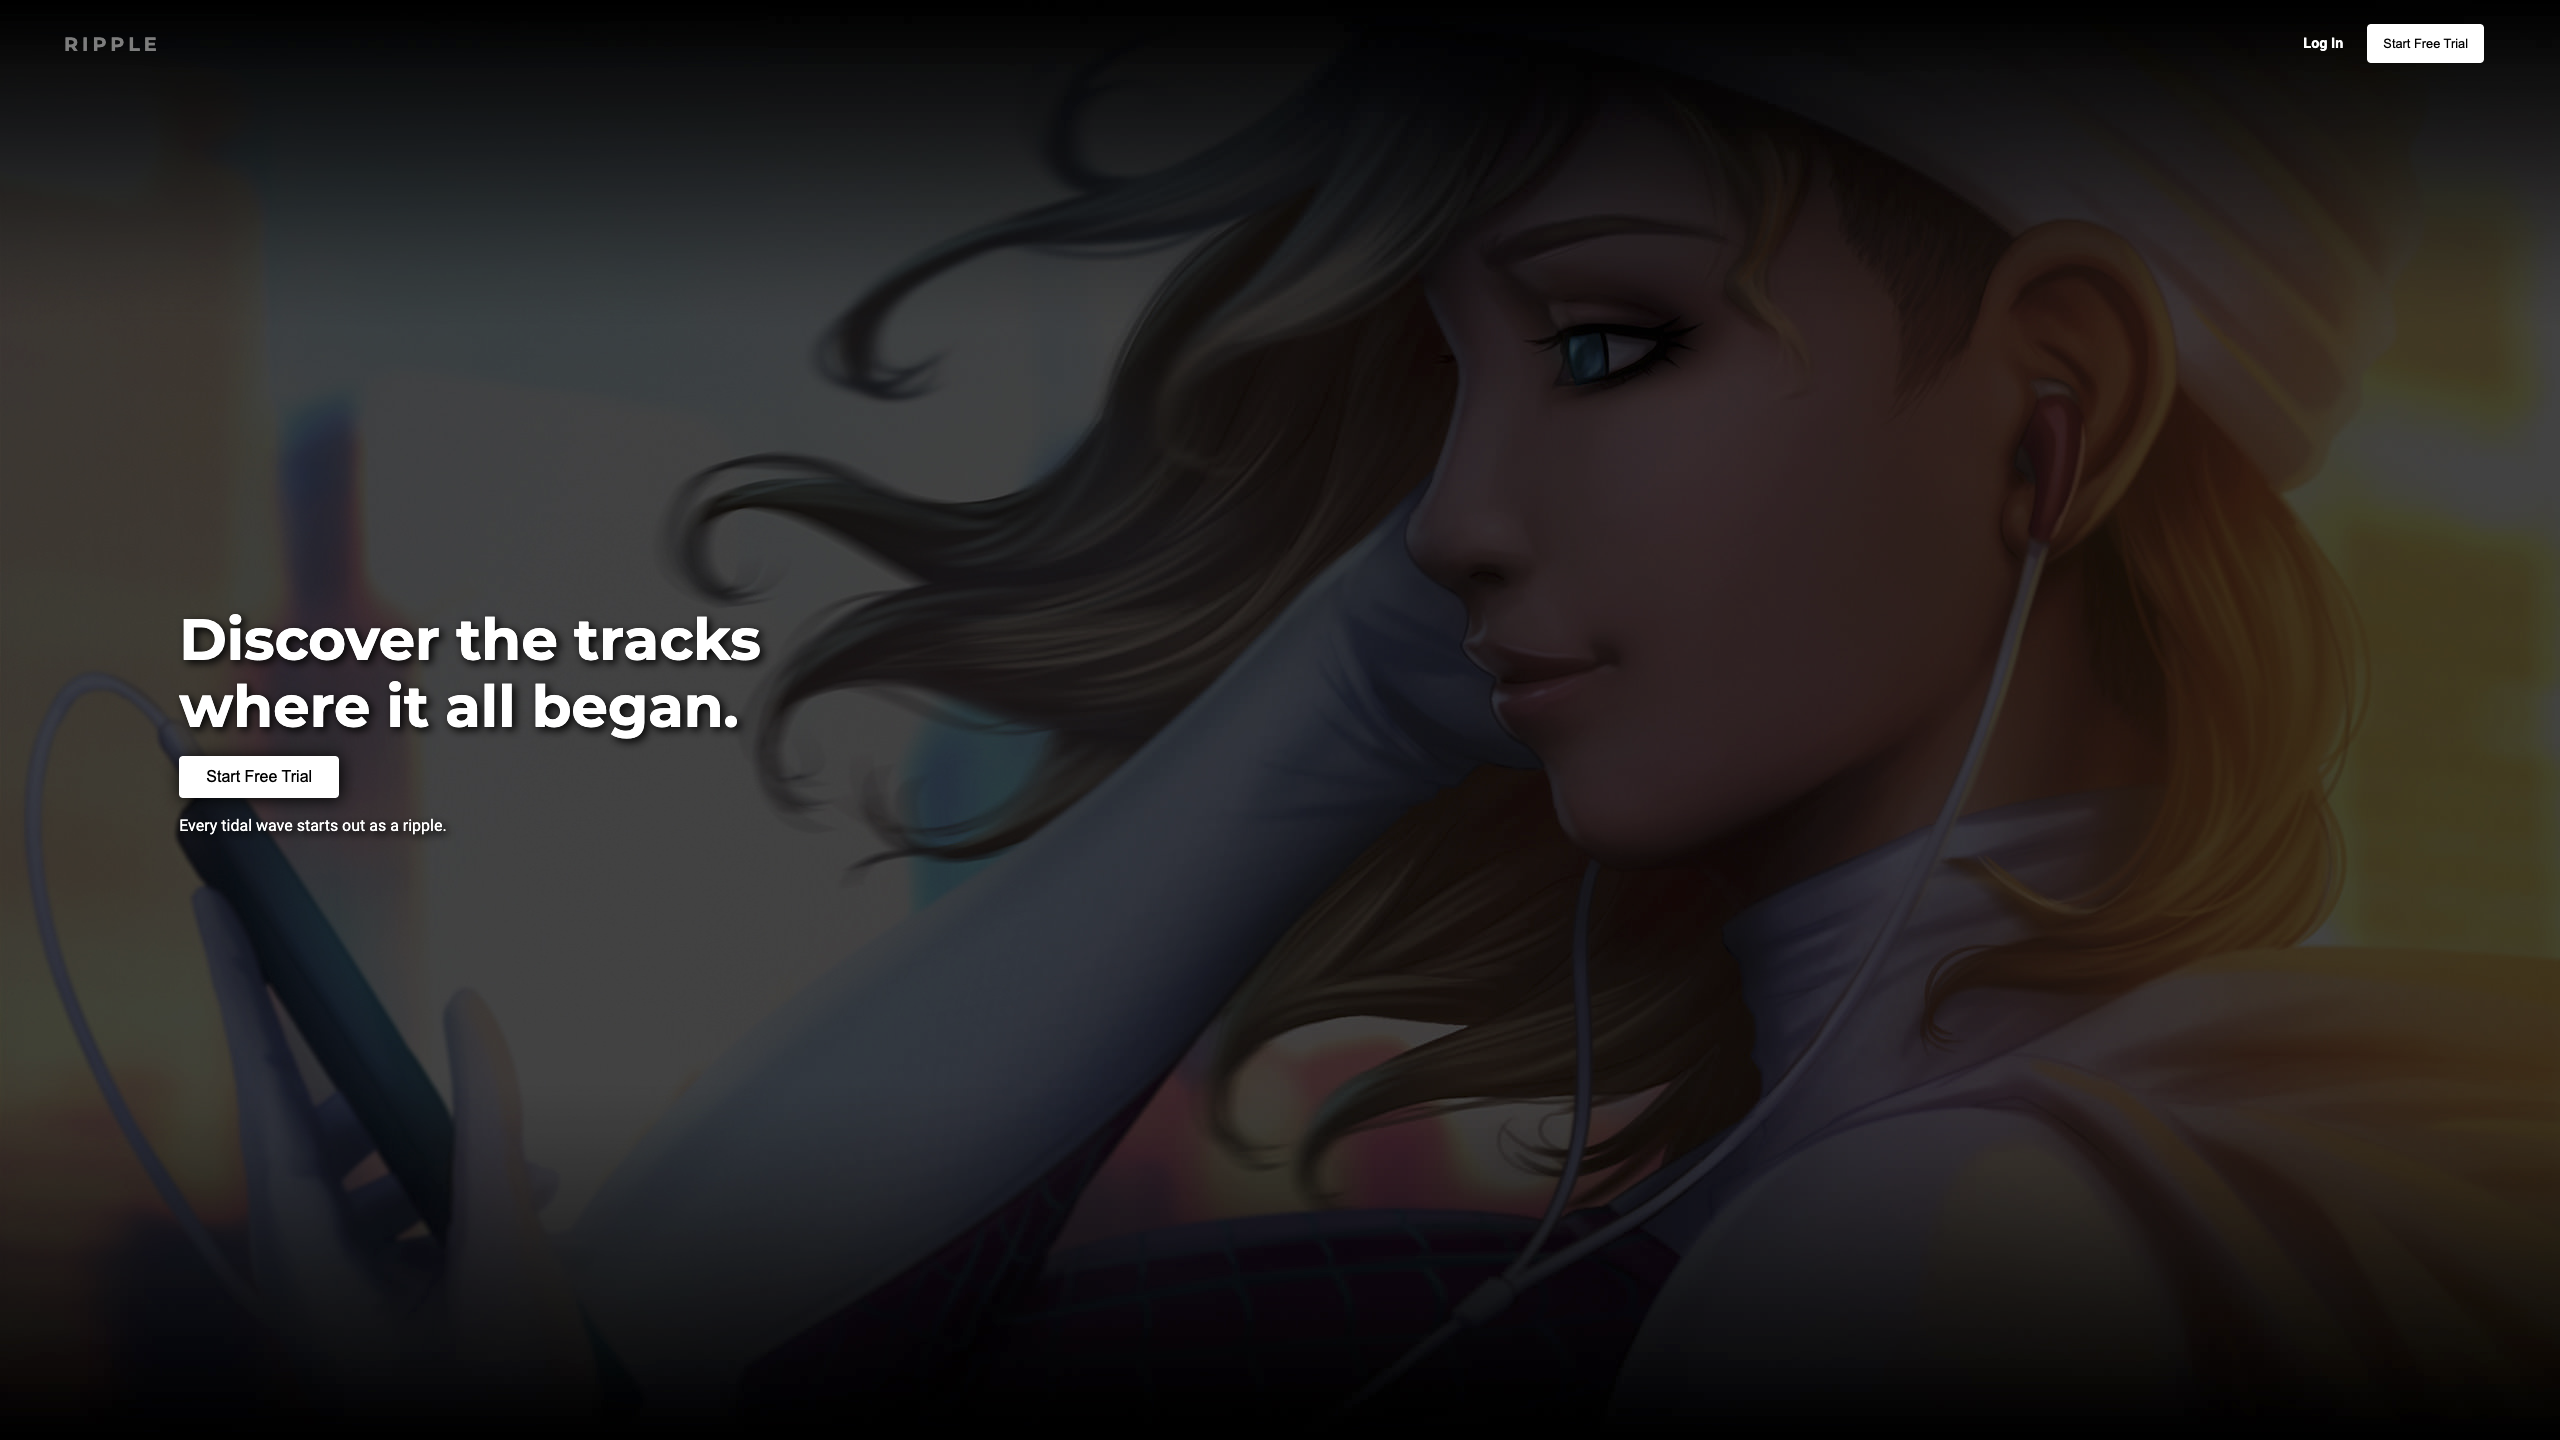 RIPPLE
Log In
Start Free Trial
Discover the tracks
where it all began.
Start Free Trial
Every tidal wave starts out as a ripple.